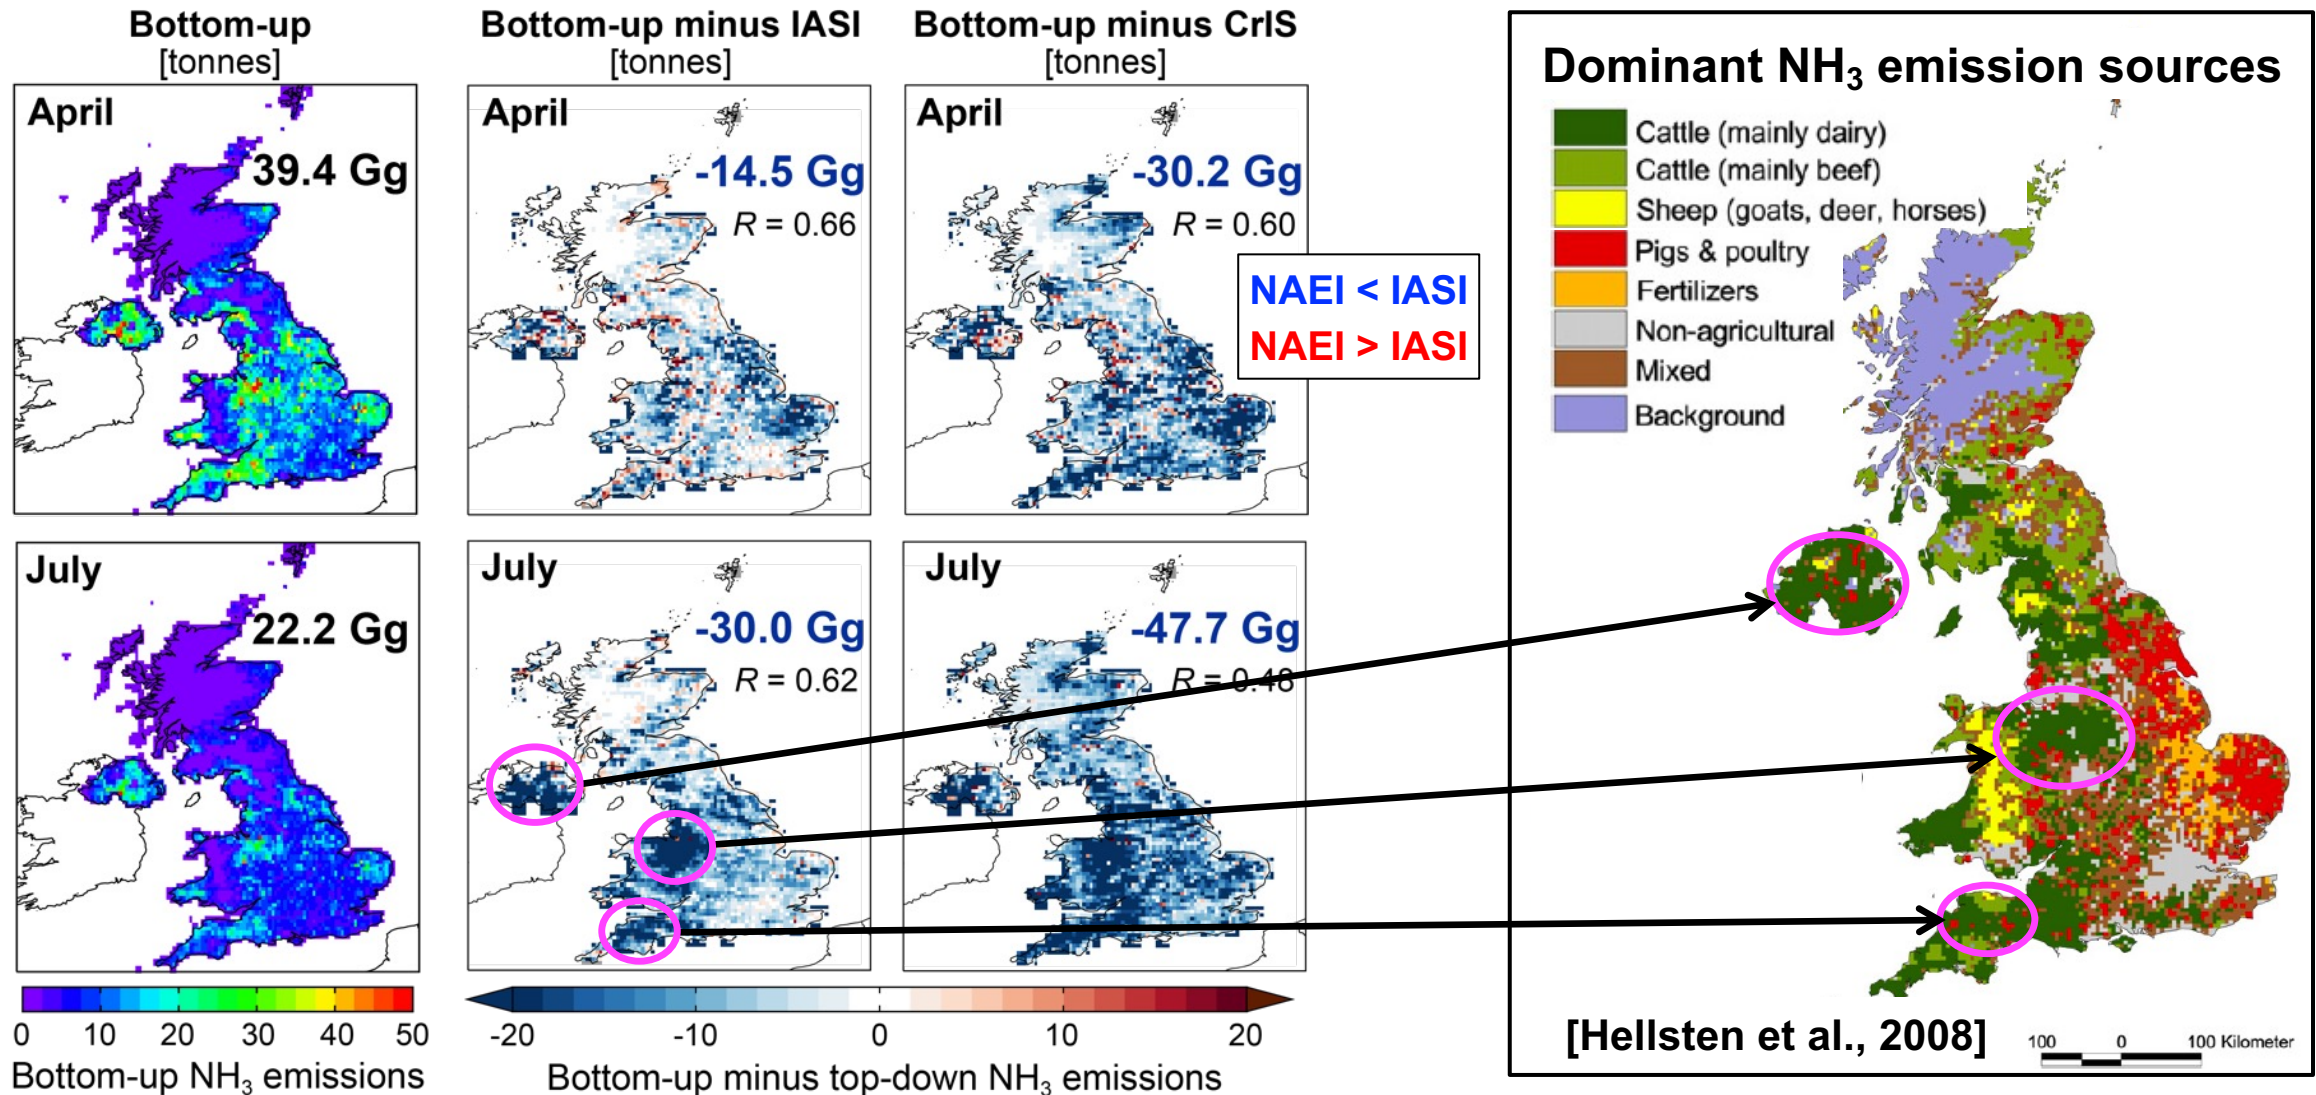 Bottom-up
[tonnes]
April
39.4 Gg
July
22.2 Gg
0 10 20 30 40 50
Bottom-up NH₃ emissions
Bottom-up minus IASI
[tonnes]
April
-14.5 Gg
R = 0.66
July
-30.0 Gg
R = 0.62
Bottom-up minus CrIS
[tonnes]
April
-30.2 Gg
R = 0.60
July
-47.7 Gg
R = 0.48
-20 -10 0 10 20
Bottom-up minus top-down NH₃ emissions
NAEI < IASI
NAEI > IASI
Dominant NH₃ emission sources
Cattle (mainly dairy)
Cattle (mainly beef)
Sheep (goats, deer, horses)
Pigs & poultry
Fertilizers
Non-agricultural
Mixed
Background
[Hellsten et al., 2008]
100 0 100 Kilometer